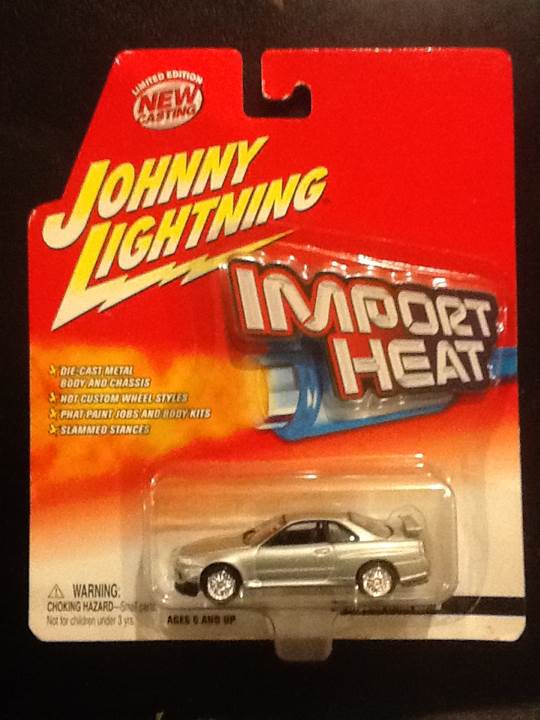 LIMITED EDITION
NEW
CASTING
JOHNNY
LIGHTNING
IMPORT
HEAT
DIE-CAST METAL
BODY AND CHASSIS
HOT CUSTOM WHEEL STYLES
PHAT PAINT JOBS AND BODY KITS
SLAMMED STANCES
WARNING:
CHOKING HAZARD—Small parts
Not for children under 3 yrs.
AGES 6 AND UP